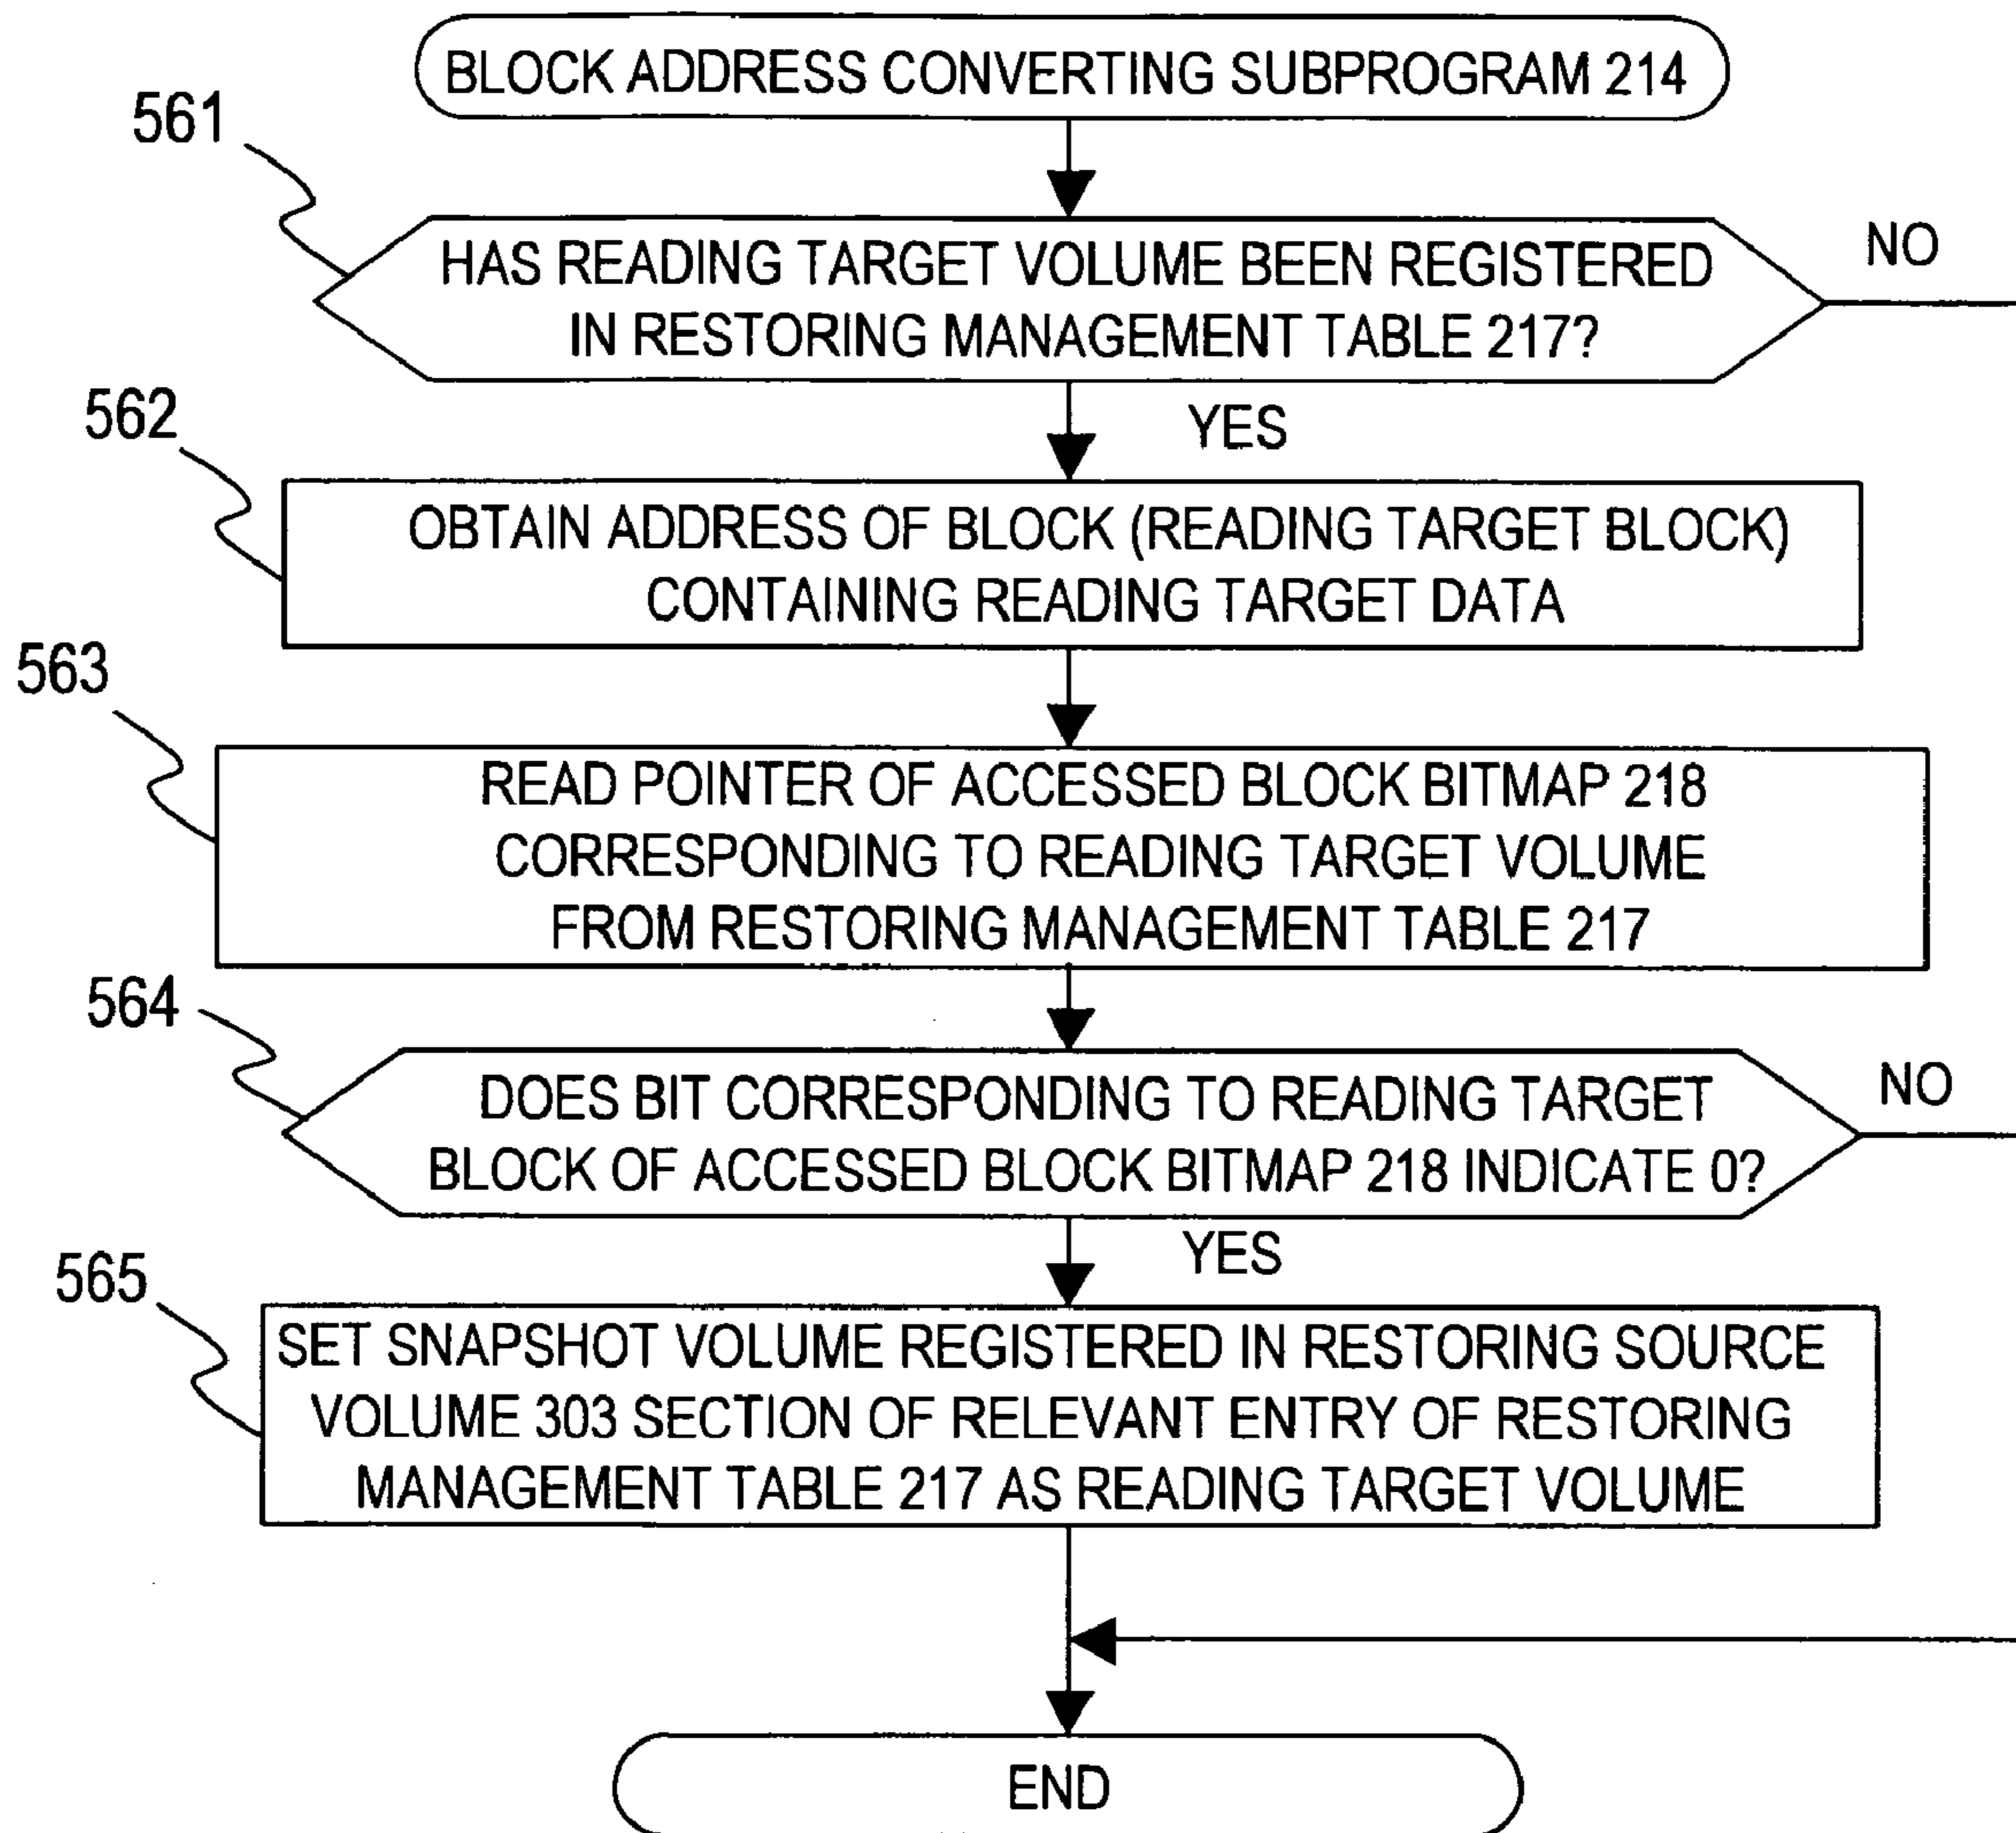 BLOCK ADDRESS CONVERTING SUBPROGRAM 214
561
HAS READING TARGET VOLUME BEEN REGISTERED
IN RESTORING MANAGEMENT TABLE 217?
NO
YES
562
OBTAIN ADDRESS OF BLOCK (READING TARGET BLOCK)
CONTAINING READING TARGET DATA
563
READ POINTER OF ACCESSED BLOCK BITMAP 218
CORRESPONDING TO READING TARGET VOLUME
FROM RESTORING MANAGEMENT TABLE 217
564
DOES BIT CORRESPONDING TO READING TARGET
BLOCK OF ACCESSED BLOCK BITMAP 218 INDICATE 0?
NO
YES
565
SET SNAPSHOT VOLUME REGISTERED IN RESTORING SOURCE
VOLUME 303 SECTION OF RELEVANT ENTRY OF RESTORING
MANAGEMENT TABLE 217 AS READING TARGET VOLUME
END